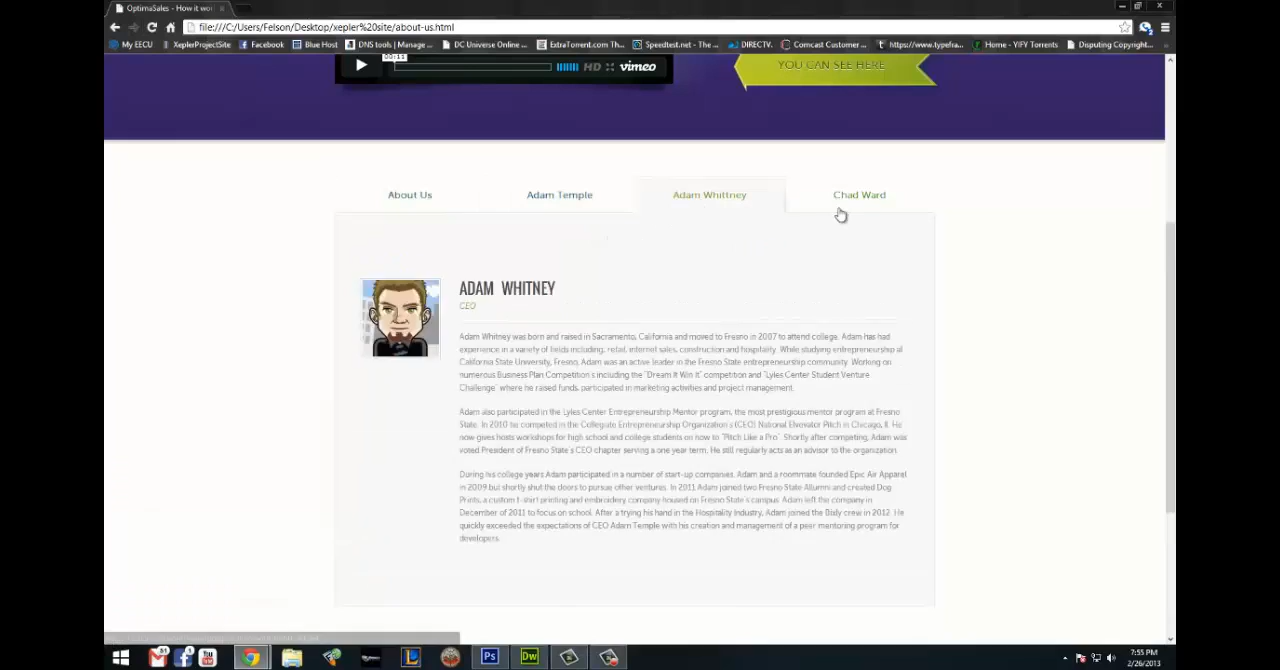 OptimaSales - How it wo
file:///C:/Users/Felson/Desktop/xepler%20site/about-us.html
My EECU XeplerProjectSite Facebook Blue Host DNS tools | Manage ... DC Universe Online ... ExtraTorrent.com Th... Speedtest.net - The ... DIRECTV. Comcast Customer ... https://www.typefra... Home - YIFY Torrents Disputing Copyright...
00:11
HD vimeo
YOU CAN SEE HERE
About Us Adam Temple Adam Whittney Chad Ward
ADAM WHITNEY
CEO
Adam Whitney was born and raised in Sacramento, California and moved to Fresno in 2007 to attend college. Adam has had
experience in a variety of fields including, retail, internet sales, construction and hospitality. While studying entrepreneurship at
California State University, Fresno, Adam was an active leader in the Fresno State entrepreneurship community. Working on
numerous Business Plan Competition's including the "Dream It Win It" competition and "Lyles Center Student Venture
Challenge" where he raised funds, participated in marketing activities and project management.
Adam also participated in the Lyles Center Entrepreneurship Mentor program, the most prestigious mentor program at Fresno
State. In 2010 he competed in the Collegiate Entrepreneurship Organization's (CEO) National Elvevator Pitch in Chicago, Il. He
now gives hosts workshops for high school and college students on how to "Pitch Like a Pro". Shortly after competing, Adam was
voted President of Fresno State's CEO chapter serving a one year term. He still regularly acts as an advisor to the organization.
During his college years Adam participated in a number of start-up companies. Adam and a roommate founded Epic Air Apparel
in 2009 but shortly shut the doors to pursue other ventures. In 2011 Adam joined two Fresno State Allumni and created Dog
Prints, a custom t-shirt printing and embroidery company housed on Fresno State's campus. Adam left the company in
December of 2011 to focus on school. After a trying his hand in the Hospitality Industry, Adam joined the Bixly crew in 2012. He
quickly exceeded the expectations of CEO Adam Temple with his creation and management of a peer mentoring program for
developers.
You Tube
L
Ps
Dw
7:55 PM
2/26/2013